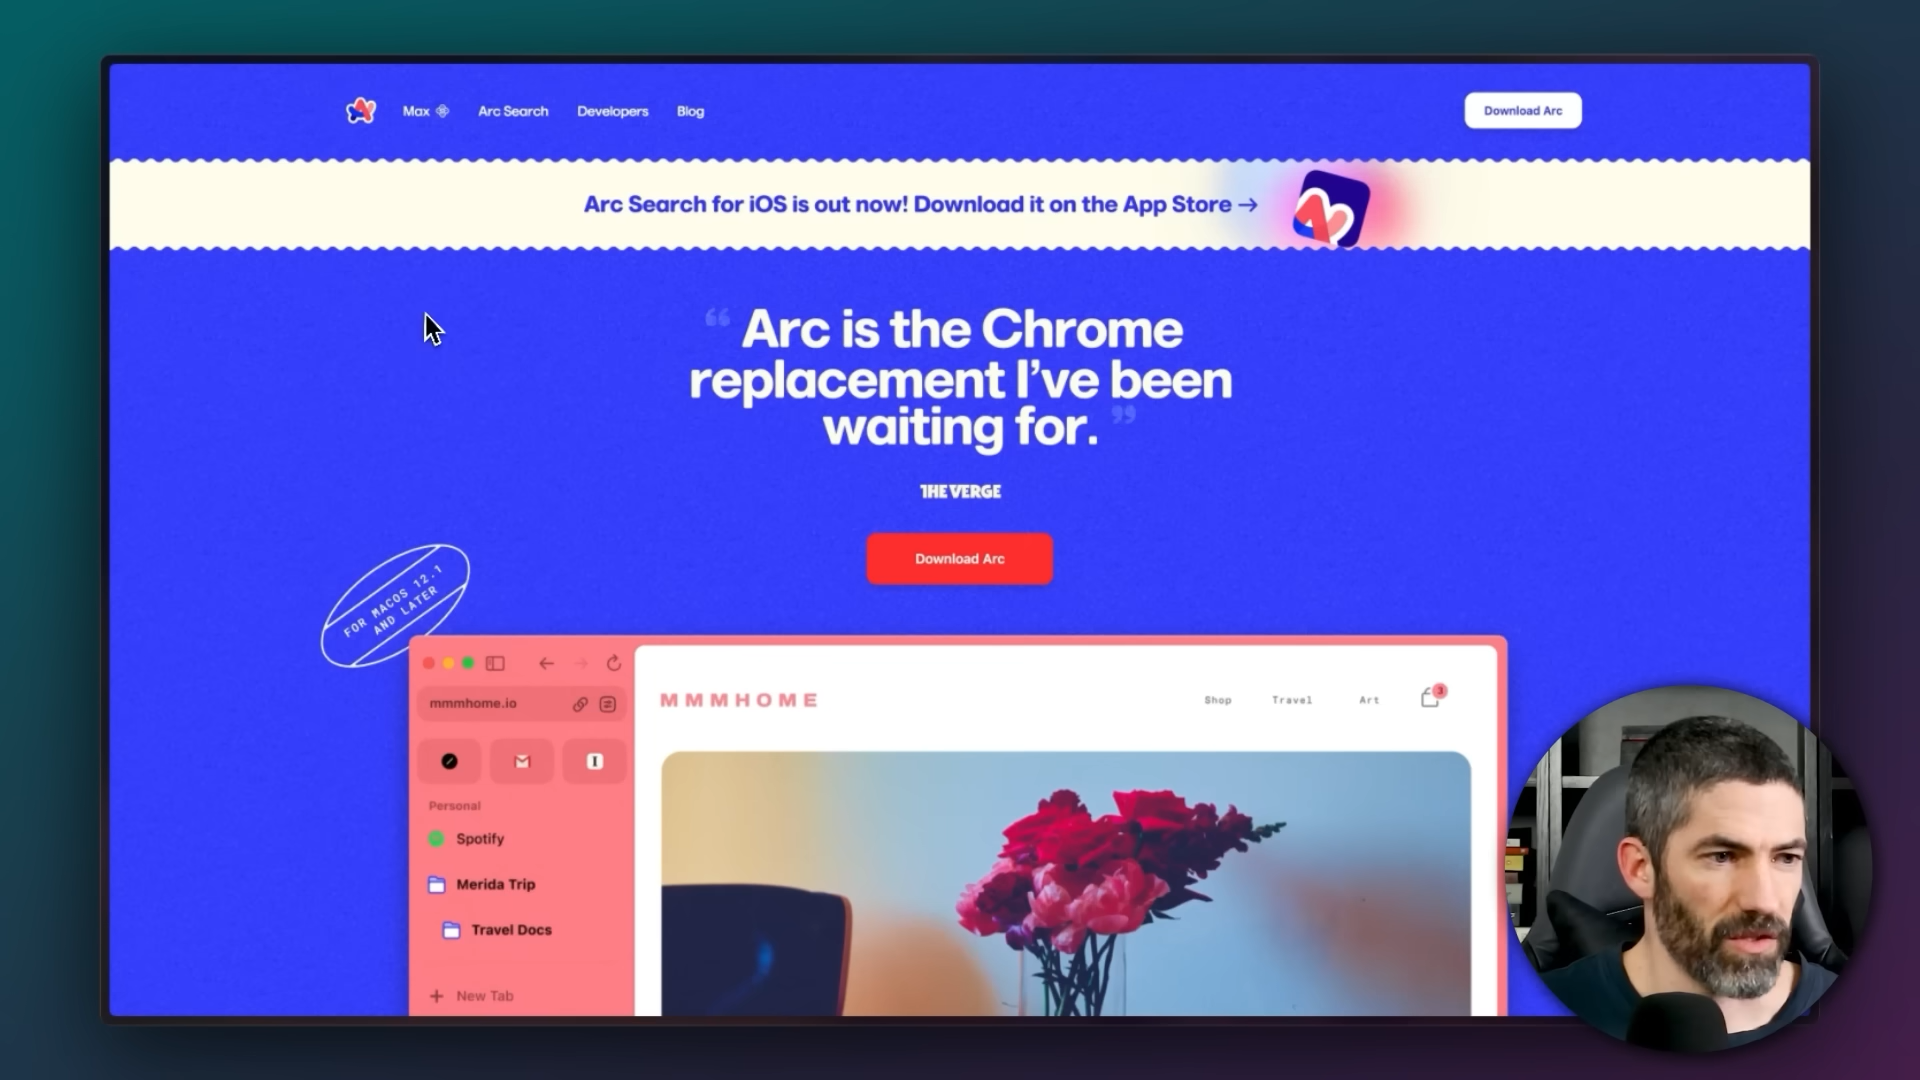 Max
Arc Search
Developers
Blog
Download Arc
Arc Search for iOS is out now! Download it on the App Store →
“ Arc is the Chrome
replacement I’ve been
waiting for. ”
THE VERGE
Download Arc
FOR MACOS 12.1
AND LATER
mmmhome.io
MMMHOME
Shop
Travel
Art
3
I
Personal
Spotify
Merida Trip
Travel Docs
+ New Tab